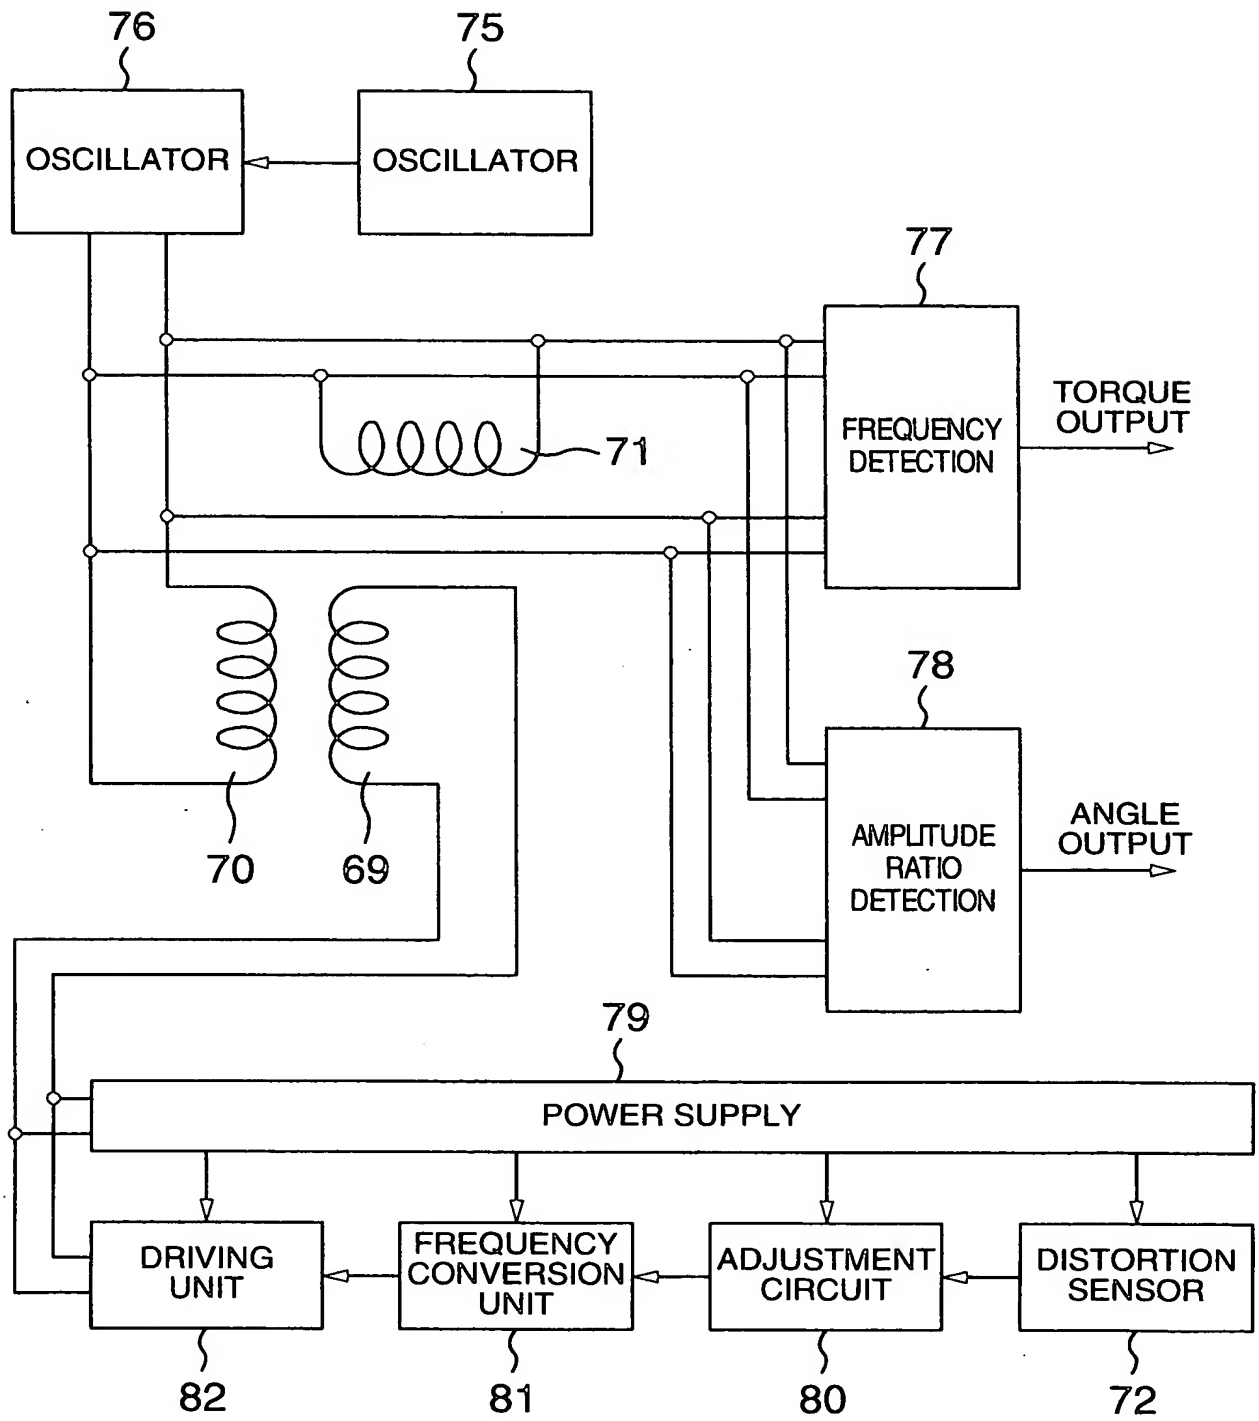 76
75
OSCILLATOR
OSCILLATOR
77
TORQUE
OUTPUT
FREQUENCY
DETECTION
71
78
ANGLE
OUTPUT
AMPLITUDE
RATIO
DETECTION
70
69
79
POWER SUPPLY
DRIVING
UNIT
FREQUENCY
CONVERSION
UNIT
ADJUSTMENT
CIRCUIT
DISTORTION
SENSOR
82
81
80
72